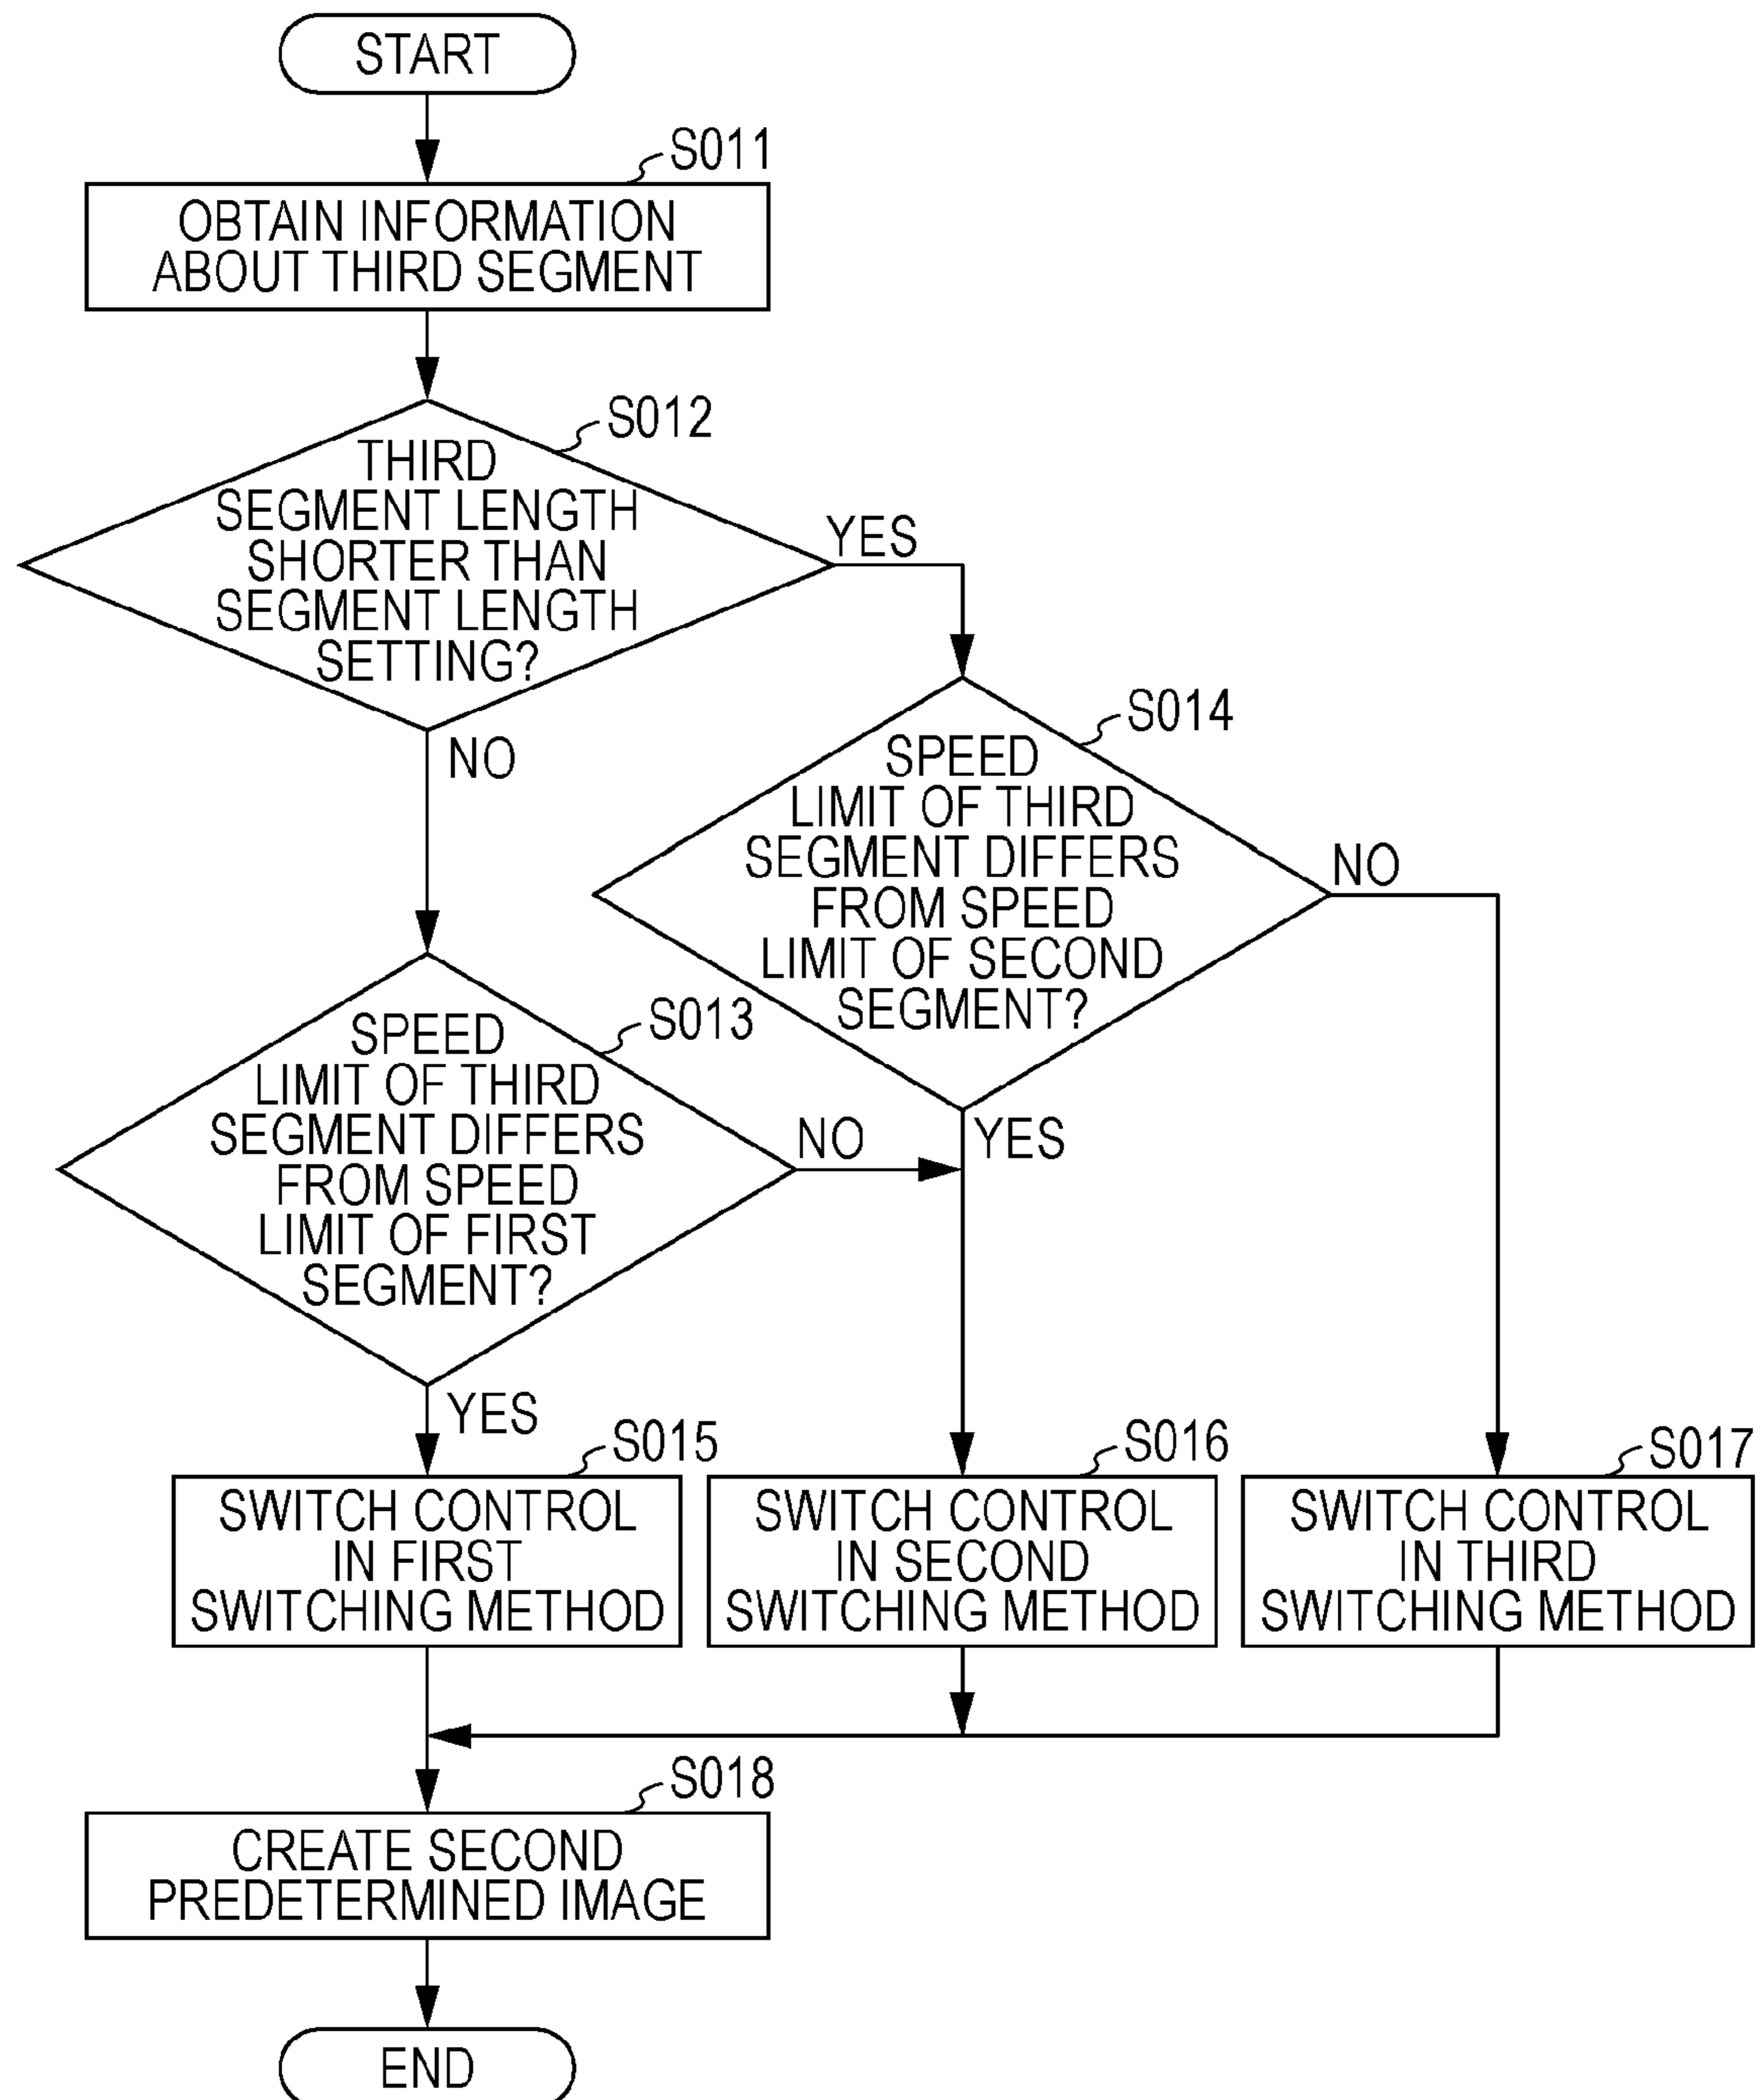 START
S011
OBTAIN INFORMATION
ABOUT THIRD SEGMENT
S012
THIRD
SEGMENT LENGTH
SHORTER THAN
SEGMENT LENGTH
SETTING?
YES
NO
S014
SPEED
LIMIT OF THIRD
SEGMENT DIFFERS
FROM SPEED
LIMIT OF SECOND
SEGMENT?
NO
YES
S013
SPEED
LIMIT OF THIRD
SEGMENT DIFFERS
FROM SPEED
LIMIT OF FIRST
SEGMENT?
NO
YES
S015
SWITCH CONTROL
IN FIRST
SWITCHING METHOD
S016
SWITCH CONTROL
IN SECOND
SWITCHING METHOD
S017
SWITCH CONTROL
IN THIRD
SWITCHING METHOD
S018
CREATE SECOND
PREDETERMINED IMAGE
END